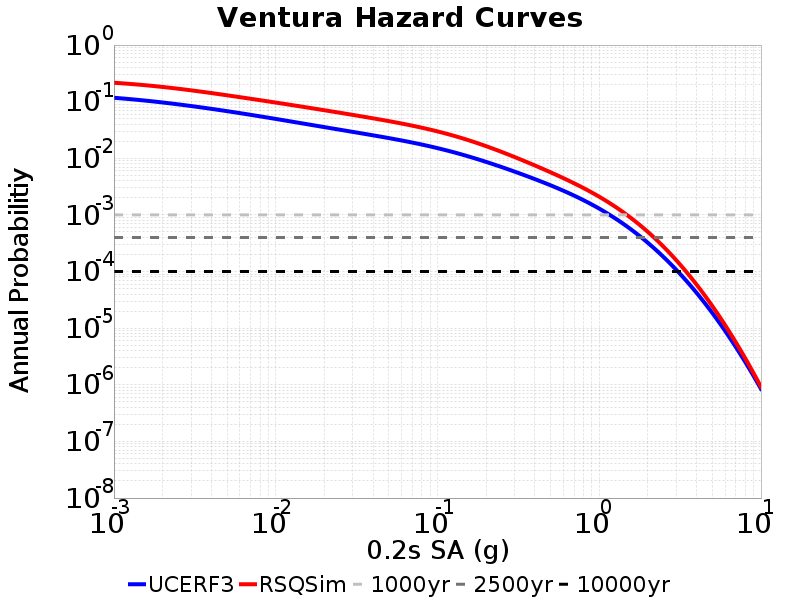 Ventura Hazard Curves
Annual Probabilitiy
10^0
10^-1
10^-2
10^-3
10^-4
10^-5
10^-6
10^-7
10^-8
10^-3 10^-2 10^-1 10^0 10^1
0.2s SA (g)
UCERF3 RSQSim 1000yr 2500yr 10000yr